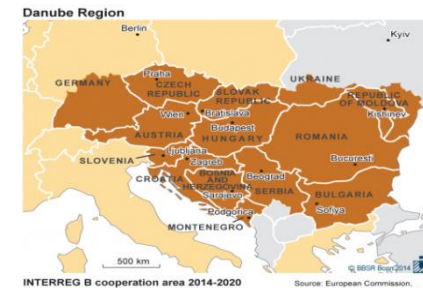 Danube Region
Berlin
Kyiv
GERMANY
Praha
CZECH
REPUBLIC
UKRAINE
SLOVAK
REPUBLIC
REPUBLIC
OF MOLDOVA
Kishinev
Wien
Bratislava
Budapest
AUSTRIA
HUNGARY
ROMANIA
SLOVENIA
Ljubljana
Zagreb
CROATIA
BOSNIA
AND
HERZEGOVINA
Sarajevo
Beograd
SERBIA
Bucuresti
BULGARIA
Sofiya
Podgorica
MONTENEGRO
500 km
© BBSR Bonn 2014
INTERREG B cooperation area 2014-2020
Source: European Commission,